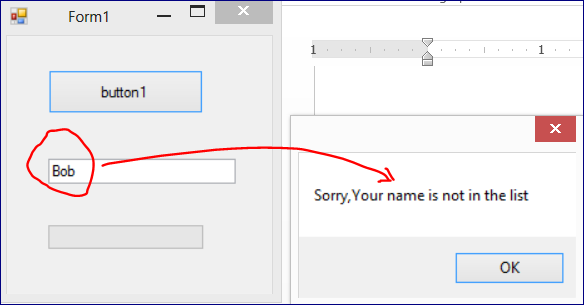 Form1
button1
Bob
1 1
Sorry,Your name is not in the list
OK